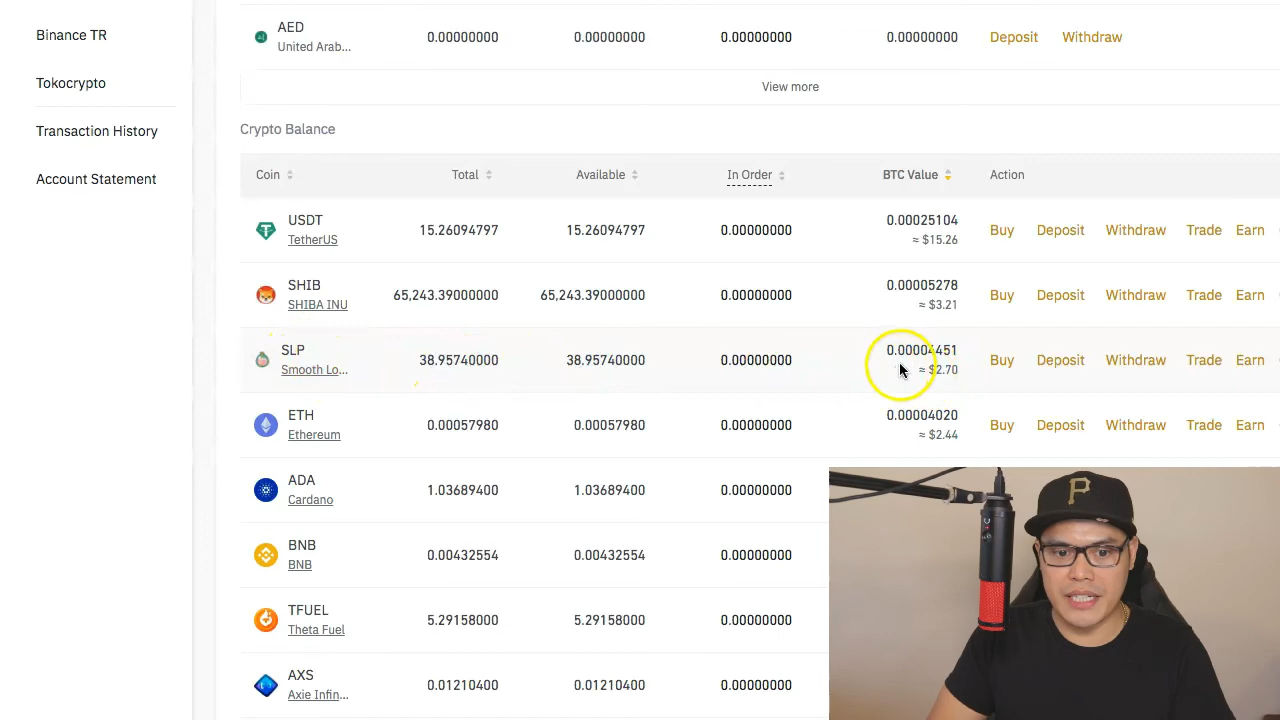 Binance TR
Tokocrypto
Transaction History
Account Statement
AED
United Arab...
0.00000000 0.00000000 0.00000000 0.00000000 Deposit Withdraw
View more
Crypto Balance
Coin Total Available In Order BTC Value Action
USDT
TetherUS
15.26094797 15.26094797 0.00000000 0.00025104
≈ $15.26
Buy Deposit Withdraw Trade Earn
SHIB
SHIBA INU
65,243.39000000 65,243.39000000 0.00000000 0.00005278
≈ $3.21
Buy Deposit Withdraw Trade Earn
SLP
Smooth Lo...
38.95740000 38.95740000 0.00000000 0.00004451
≈ $2.70
Buy Deposit Withdraw Trade Earn
ETH
Ethereum
0.00057980 0.00057980 0.00000000 0.00004020
≈ $2.44
Buy Deposit Withdraw Trade Earn
ADA
Cardano
1.03689400 1.03689400 0.00000000
BNB
BNB
0.00432554 0.00432554 0.00000000
TFUEL
Theta Fuel
5.29158000 5.29158000 0.00000000
AXS
Axie Infin...
0.01210400 0.01210400 0.00000000
P